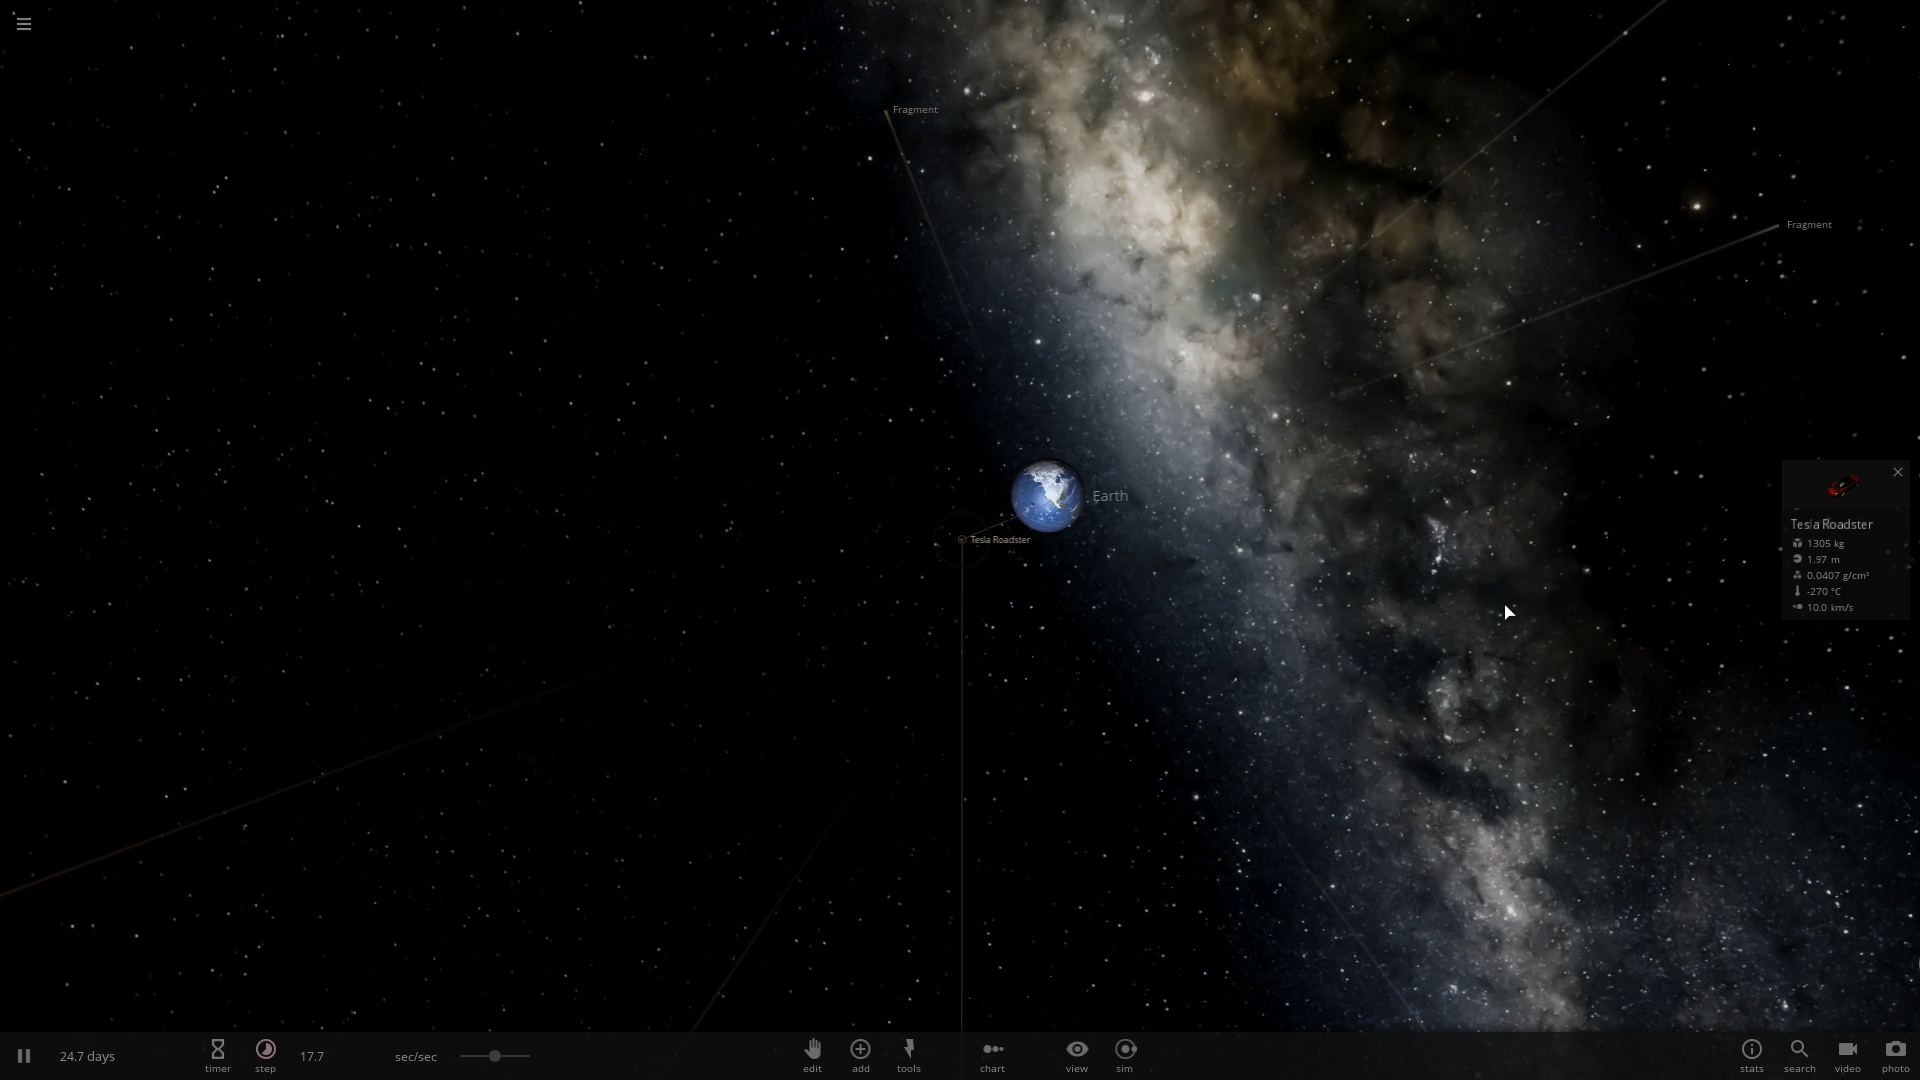 Fragment
Fragment
Earth
Tesla Roadster
Tesla Roadster
1305 kg
1.97 m
0.0407 g/cm³
-270 °C
10.0 km/s
24.7 days
timer
step
17.7
sec/sec
edit
add
tools
chart
view
sim
stats
search
video
photo